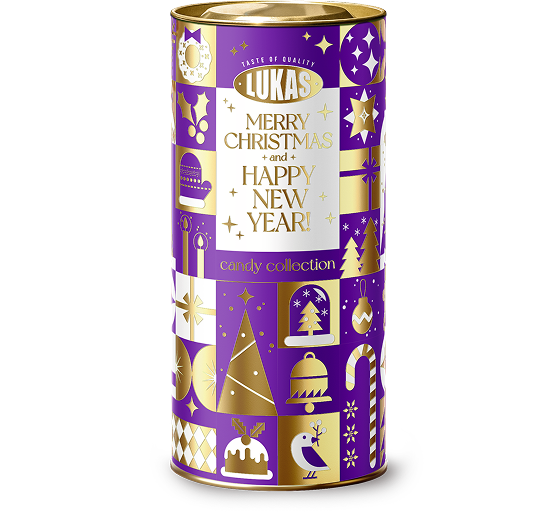 TASTE OF QUALITY
LUKAS
MERRY
CHRISTMAS
and
HAPPY
NEW
YEAR!
candy collection